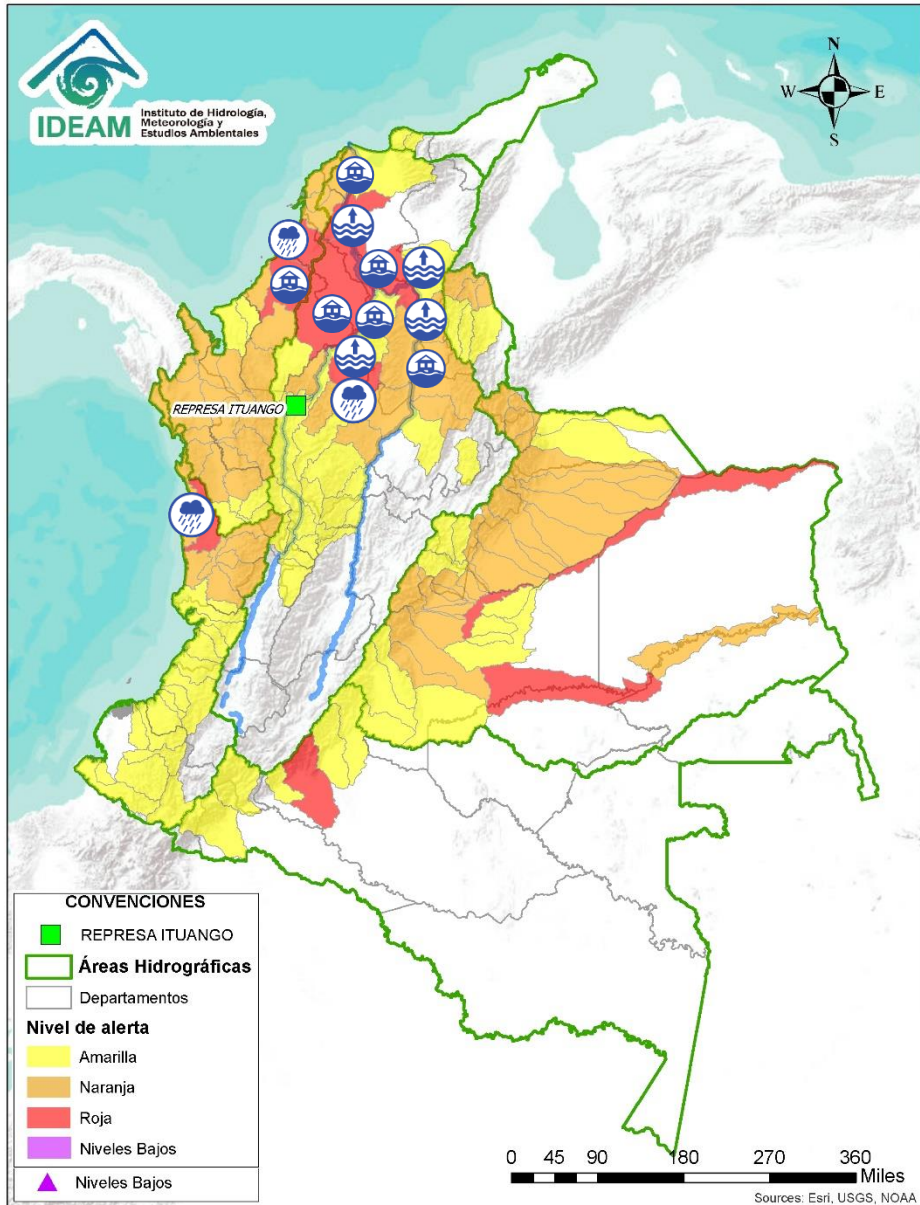 IDEAM
Instituto de Hidrología,
Meteorología y
Estudios Ambientales
N
W
E
S
REPRESA ITUANGO
CONVENCIONES
REPRESA ITUANGO
Áreas Hidrográficas
Departamentos
Nivel de alerta
Amarilla
Naranja
Roja
Niveles Bajos
Niveles Bajos
0 45 90 180 270 360
Miles
Sources: Esri, USGS, NOAA